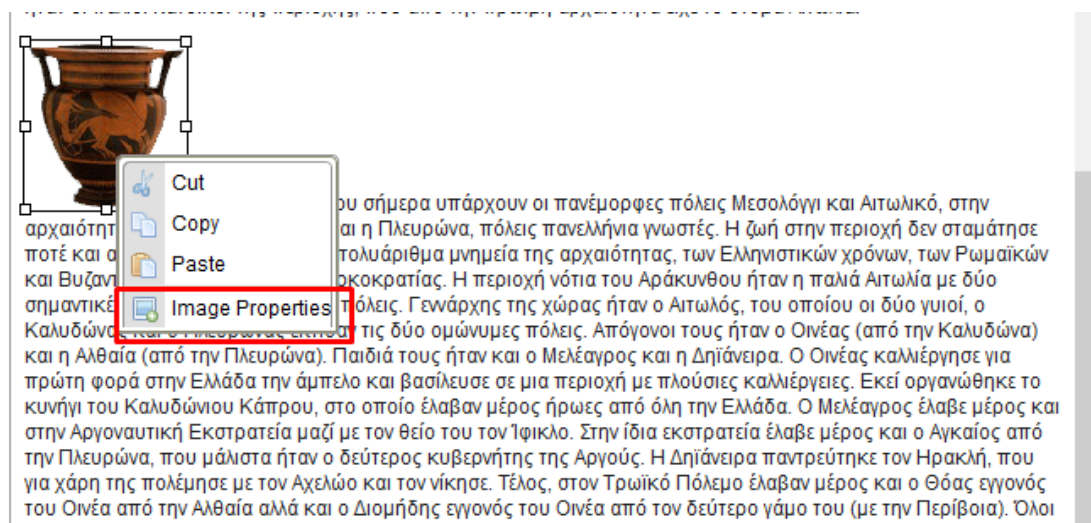 Cut
Copy
Paste
Image Properties
ου σήμερα υπάρχουν οι πανέμορφες πόλεις Μεσολόγγι και Αιτωλικό, στην
αρχαιότητ αι η Πλευρώνα, πόλεις πανελλήνια γνωστές. Η ζωή στην περιοχή δεν σταμάτησε
ποτέ και α τολυάριθμα μνημεία της αρχαιότητας, των Ελληνιστικών χρόνων, των Ρωμαϊκών
και Βυζαντ οκοκρατίας. Η περιοχή νότια του Αράκυνθου ήταν η παλιά Αιτωλία με δύο
σημαντικέ πόλεις. Γεννάρχης της χώρας ήταν ο Αιτωλός, του οποίου οι δύο γυιοί, ο
Καλυδώνας και ο Πλευρώνας έκτισαν τις δύο ομώνυμες πόλεις. Απόγονοι τους ήταν ο Οινέας (από την Καλυδώνα)
και η Αλθαία (από την Πλευρώνα). Παιδιά τους ήταν και ο Μελέαγρος και η Δηϊάνειρα. Ο Οινέας καλλιέργησε για
πρώτη φορά στην Ελλάδα την άμπελο και βασίλευσε σε μια περιοχή με πλούσιες καλλιέργειες. Εκεί οργανώθηκε το
κυνήγι του Καλυδώνιου Κάπρου, στο οποίο έλαβαν μέρος ήρωες από όλη την Ελλάδα. Ο Μελέαγρος έλαβε μέρος και
στην Αργοναυτική Εκστρατεία μαζί με τον θείο του τον Ίφικλο. Στην ίδια εκστρατεία έλαβε μέρος και ο Αγκαίος από
την Πλευρώνα, που μάλιστα ήταν ο δεύτερος κυβερνήτης της Αργούς. Η Δηϊάνειρα παντρεύτηκε τον Ηρακλή, που
για χάρη της πολέμησε με τον Αχελώο και τον νίκησε. Τέλος, στον Τρωϊκό Πόλεμο έλαβαν μέρος και ο Θόας εγγονός
του Οινέα από την Αλθαία αλλά και ο Διομήδης εγγονός του Οινέα από τον δεύτερο γάμο του (με την Περίβοια). Όλοι